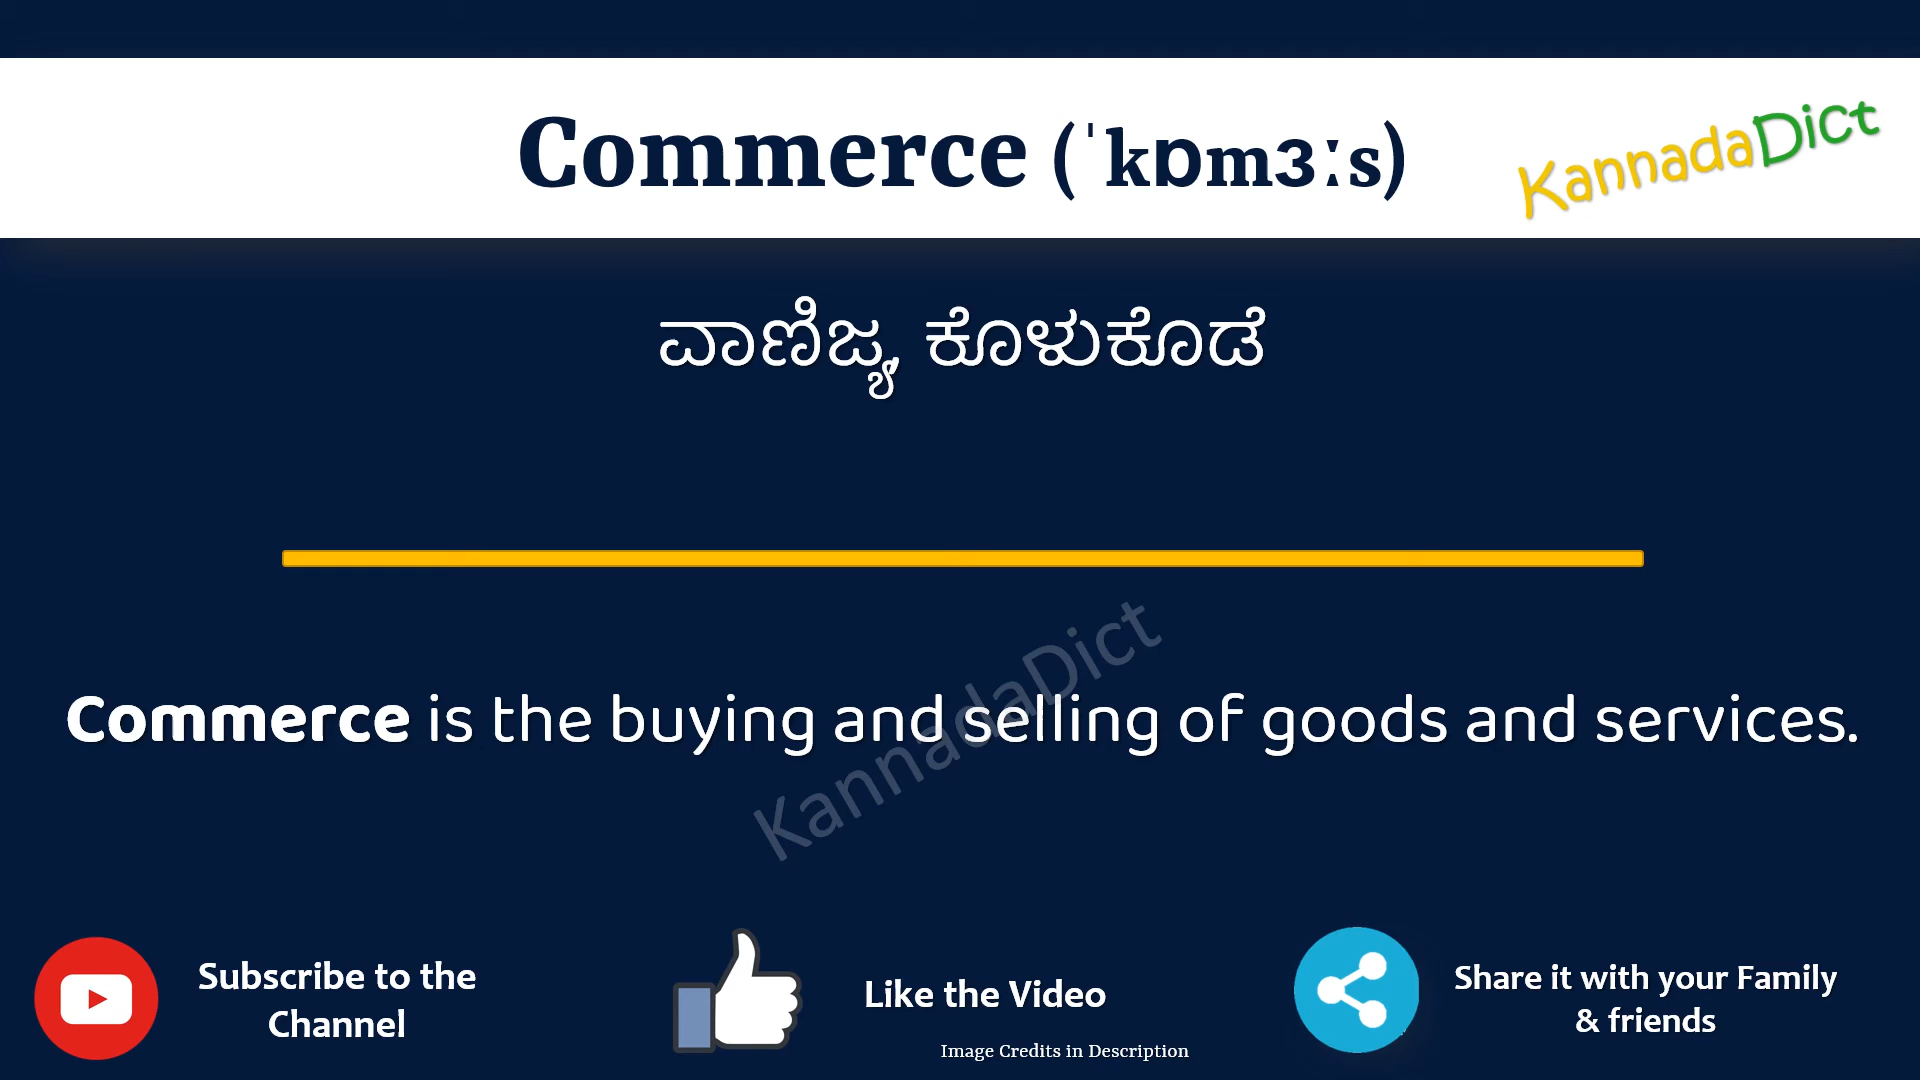 Commerce (ˈkɒmɜːs)
KannadaDict
ವಾಣಿಜ್ಯ, ಕೊಳುಕೊಡೆ
Commerce is the buying and selling of goods and services.
KannadaDict
Subscribe to the
Channel
Like the Video
Share it with your Family
& friends
Image Credits in Description